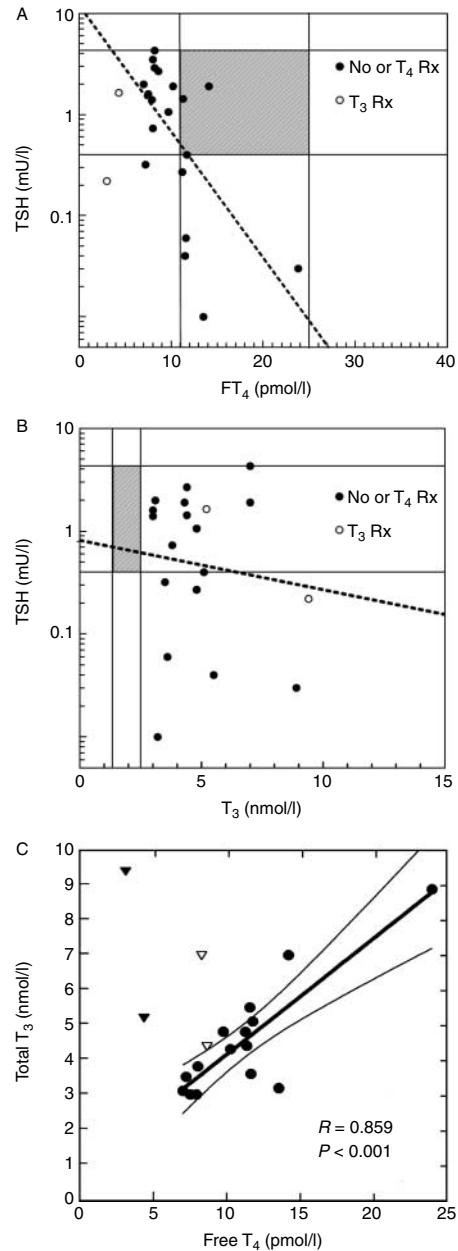 A
10
No or T₄ Rx
T₃ Rx
1
TSH (mU/l)
0.1
0 10 20 30 40
FT₄ (pmol/l)
B
10
No or T₄ Rx
T₃ Rx
1
TSH (mU/l)
0.1
0 5 10 15
T₃ (nmol/l)
C
10
9
8
7
6
5
4
3
2
1
0
Total T₃ (nmol/l)
R = 0.859
P < 0.001
0 5 10 15 20 25
Free T₄ (pmol/l)